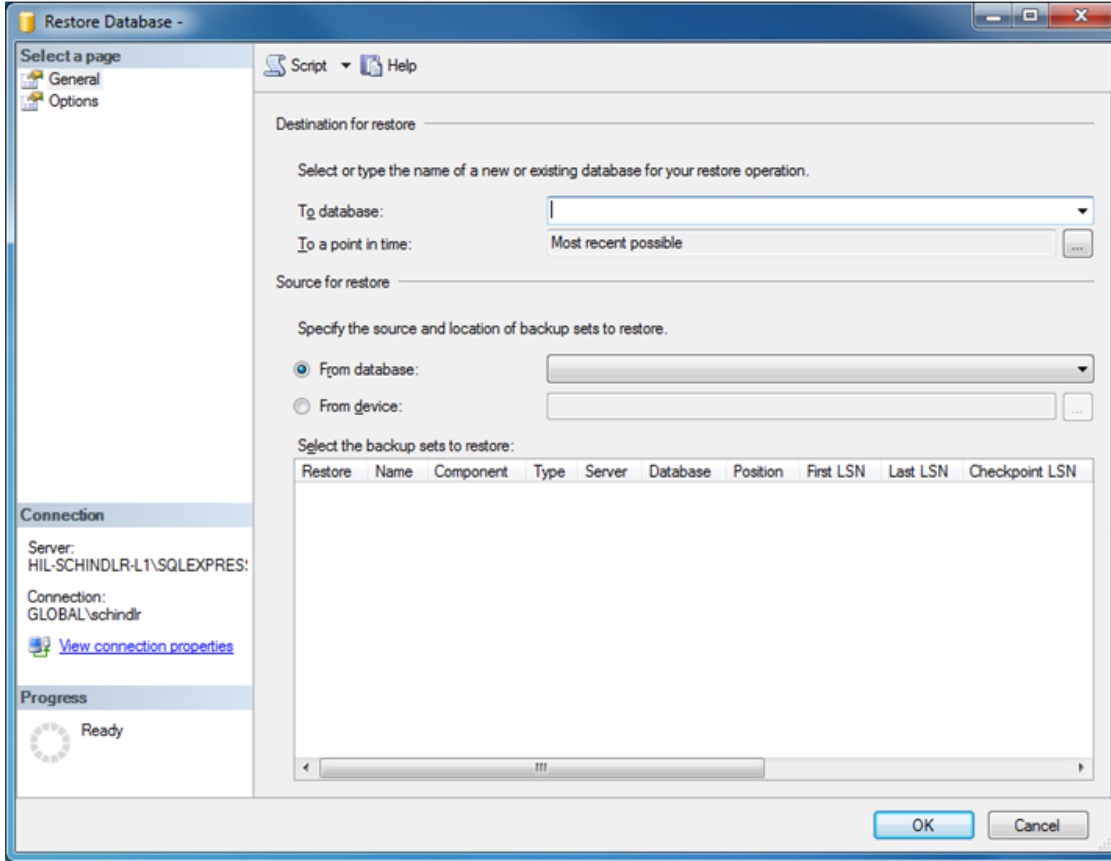 Restore Database -
Select a page
General
Options
Script
Help
Destination for restore
Select or type the name of a new or existing database for your restore operation.
To database:
To a point in time:
Most recent possible
...
Source for restore
Specify the source and location of backup sets to restore.
From database:
From device:
...
Select the backup sets to restore:
Restore Name Component Type Server Database Position First LSN Last LSN Checkpoint LSN
Connection
Server:
HIL-SCHINDLR-L1\SQLEXPRES
Connection:
GLOBAL\schindlr
View connection properties
Progress
Ready
OK
Cancel